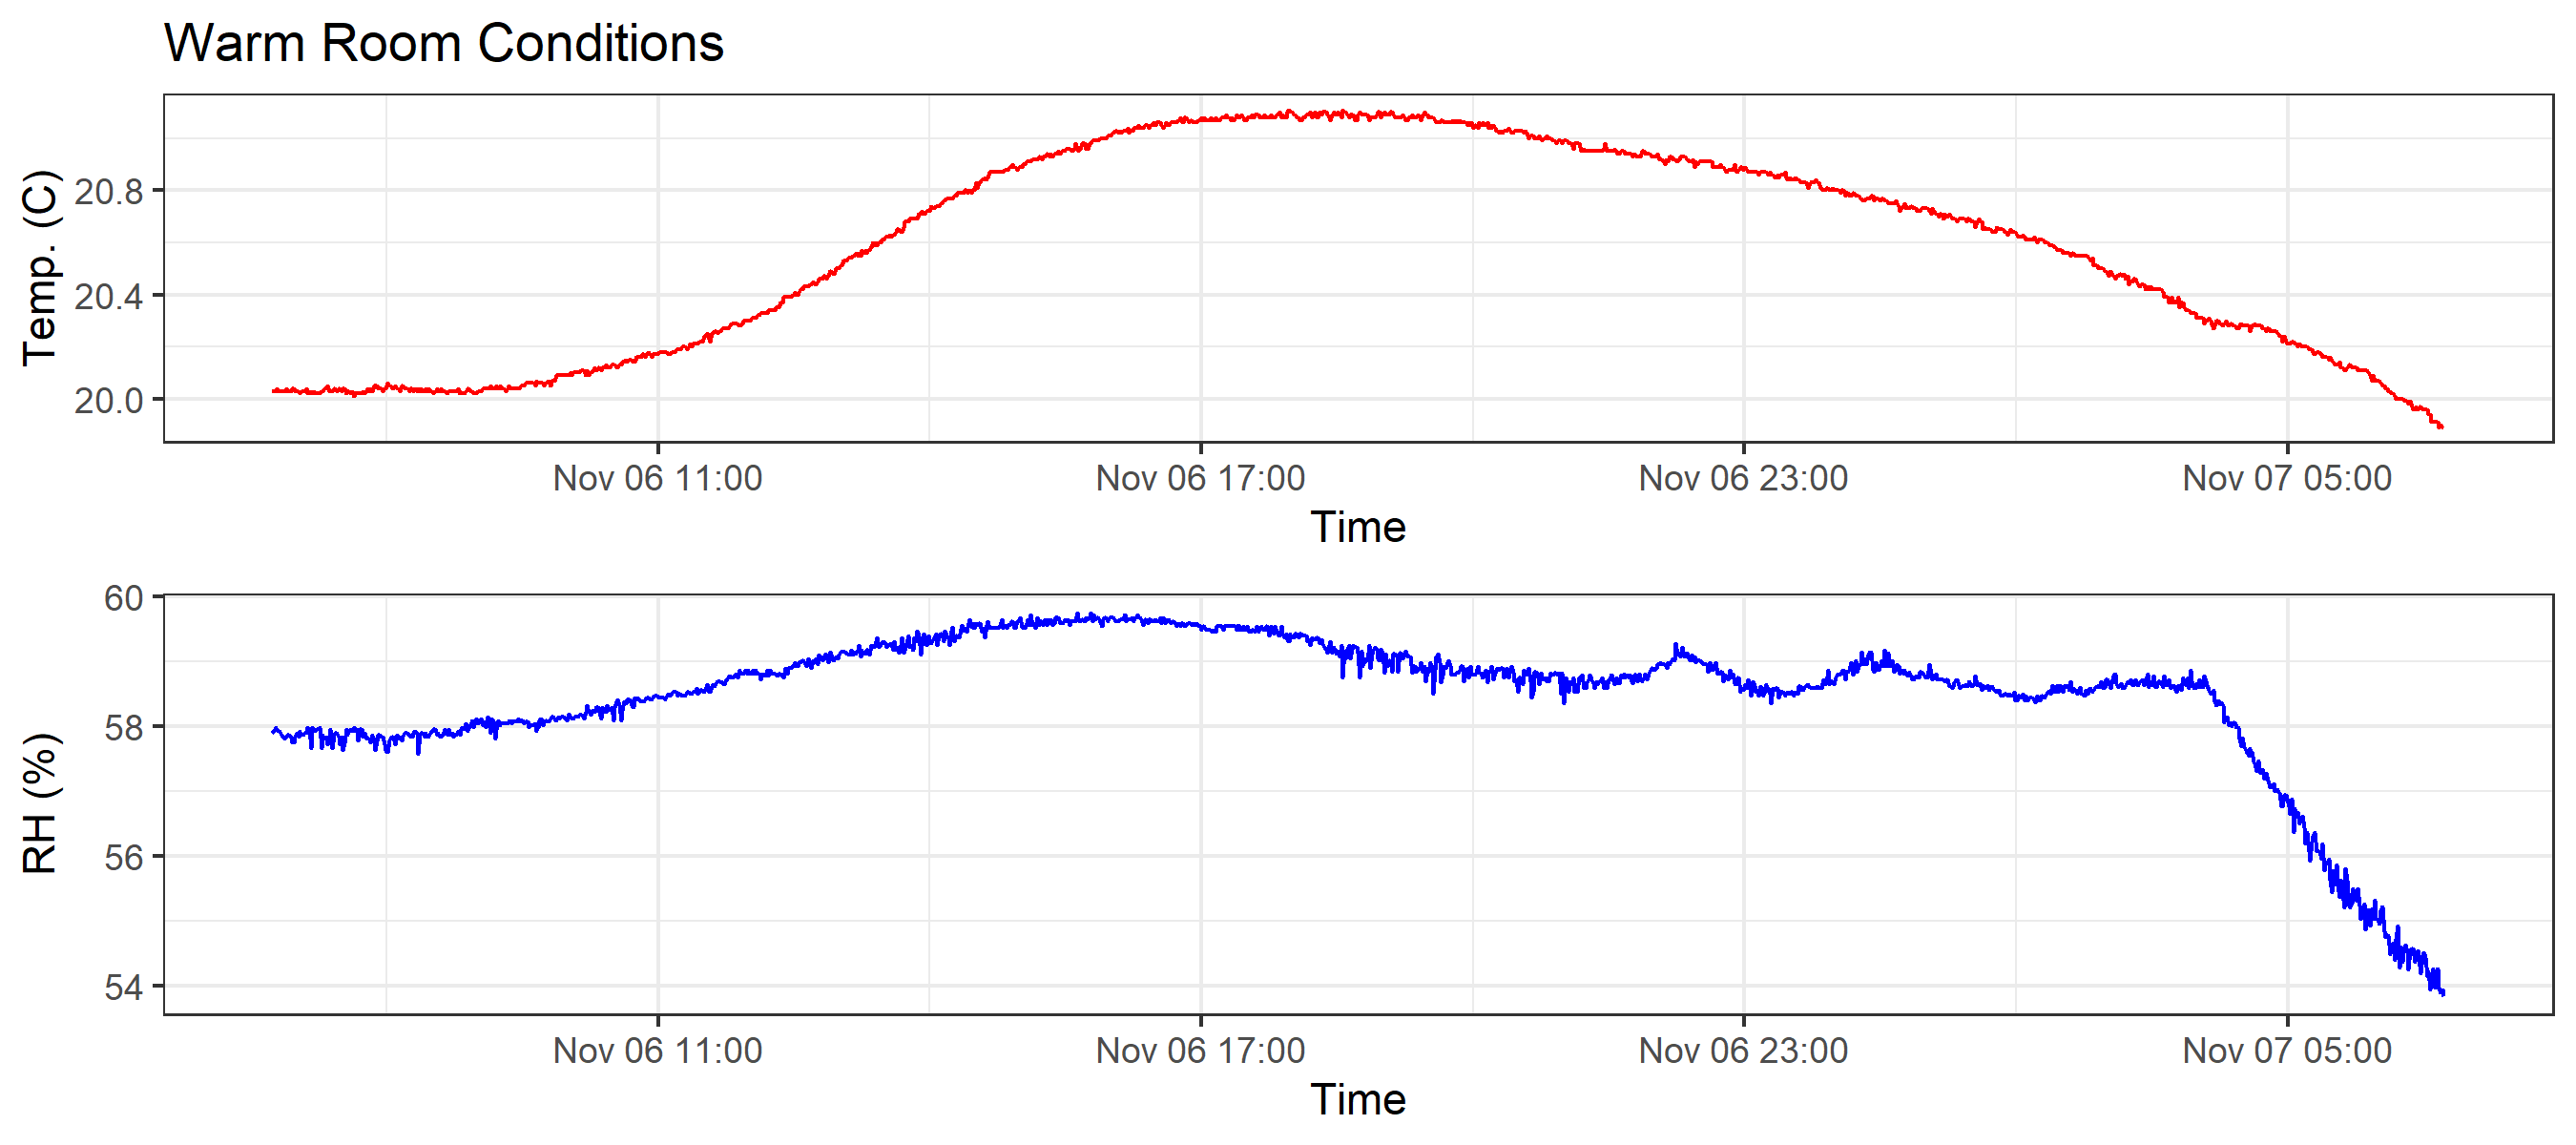 Warm Room Conditions
Temp. (C)
20.8
20.4
20.0
Nov 06 11:00 Nov 06 17:00 Nov 06 23:00 Nov 07 05:00
Time
RH (%)
60
58
56
54
Nov 06 11:00 Nov 06 17:00 Nov 06 23:00 Nov 07 05:00
Time